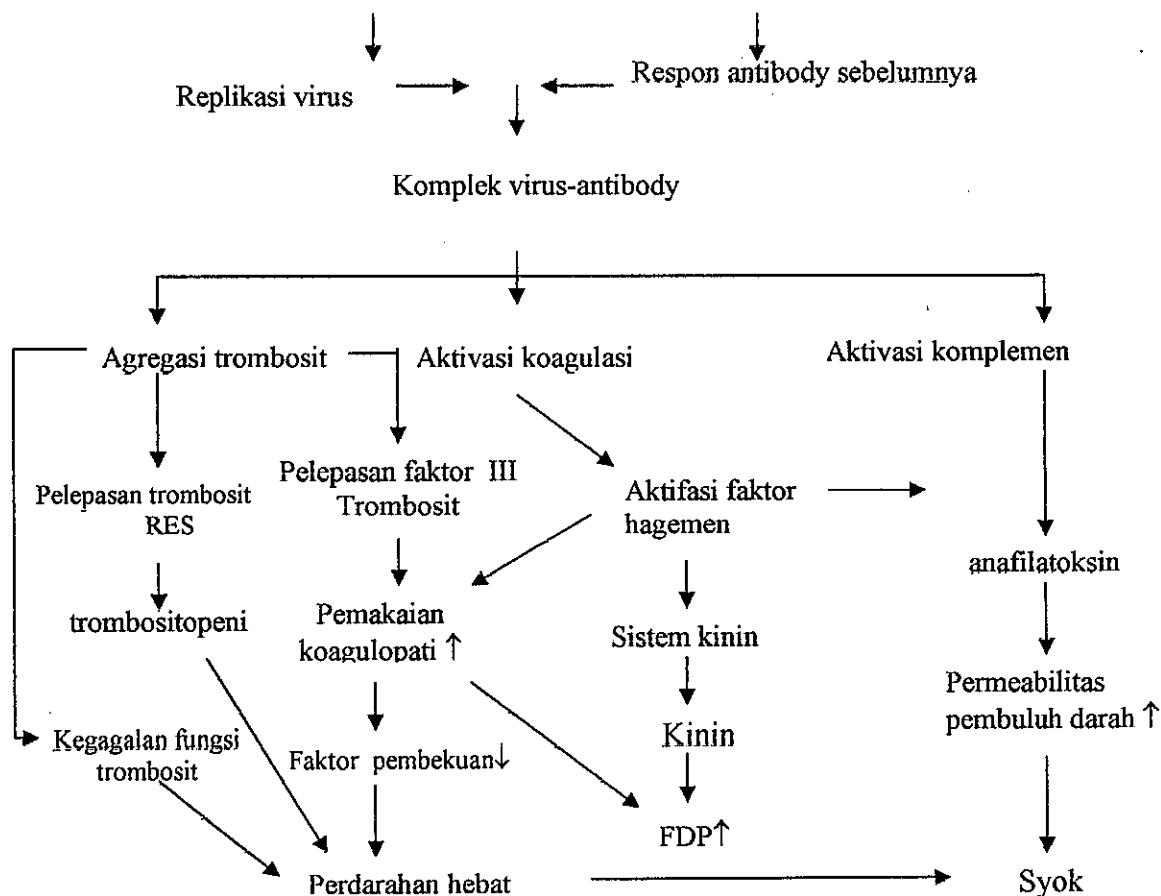 Replikasi virus
Respon antibody sebelumnya
Komplek virus-antibody
Agregasi trombosit
Aktivasi koagulasi
Aktivasi komplemen
Pelepasan trombosit
RES
Pelepasan faktor III
Trombosit
Aktifasi faktor
hagemen
anafilatoksin
trombositopeni
Pemakaian
koagulopati ↑
Sistem kinin
Permeabilitas
pembuluh darah ↑
Kegagalan fungsi
trombosit
Faktor pembekuan↓
Kinin
FDP↑
Perdarahan hebat
Syok